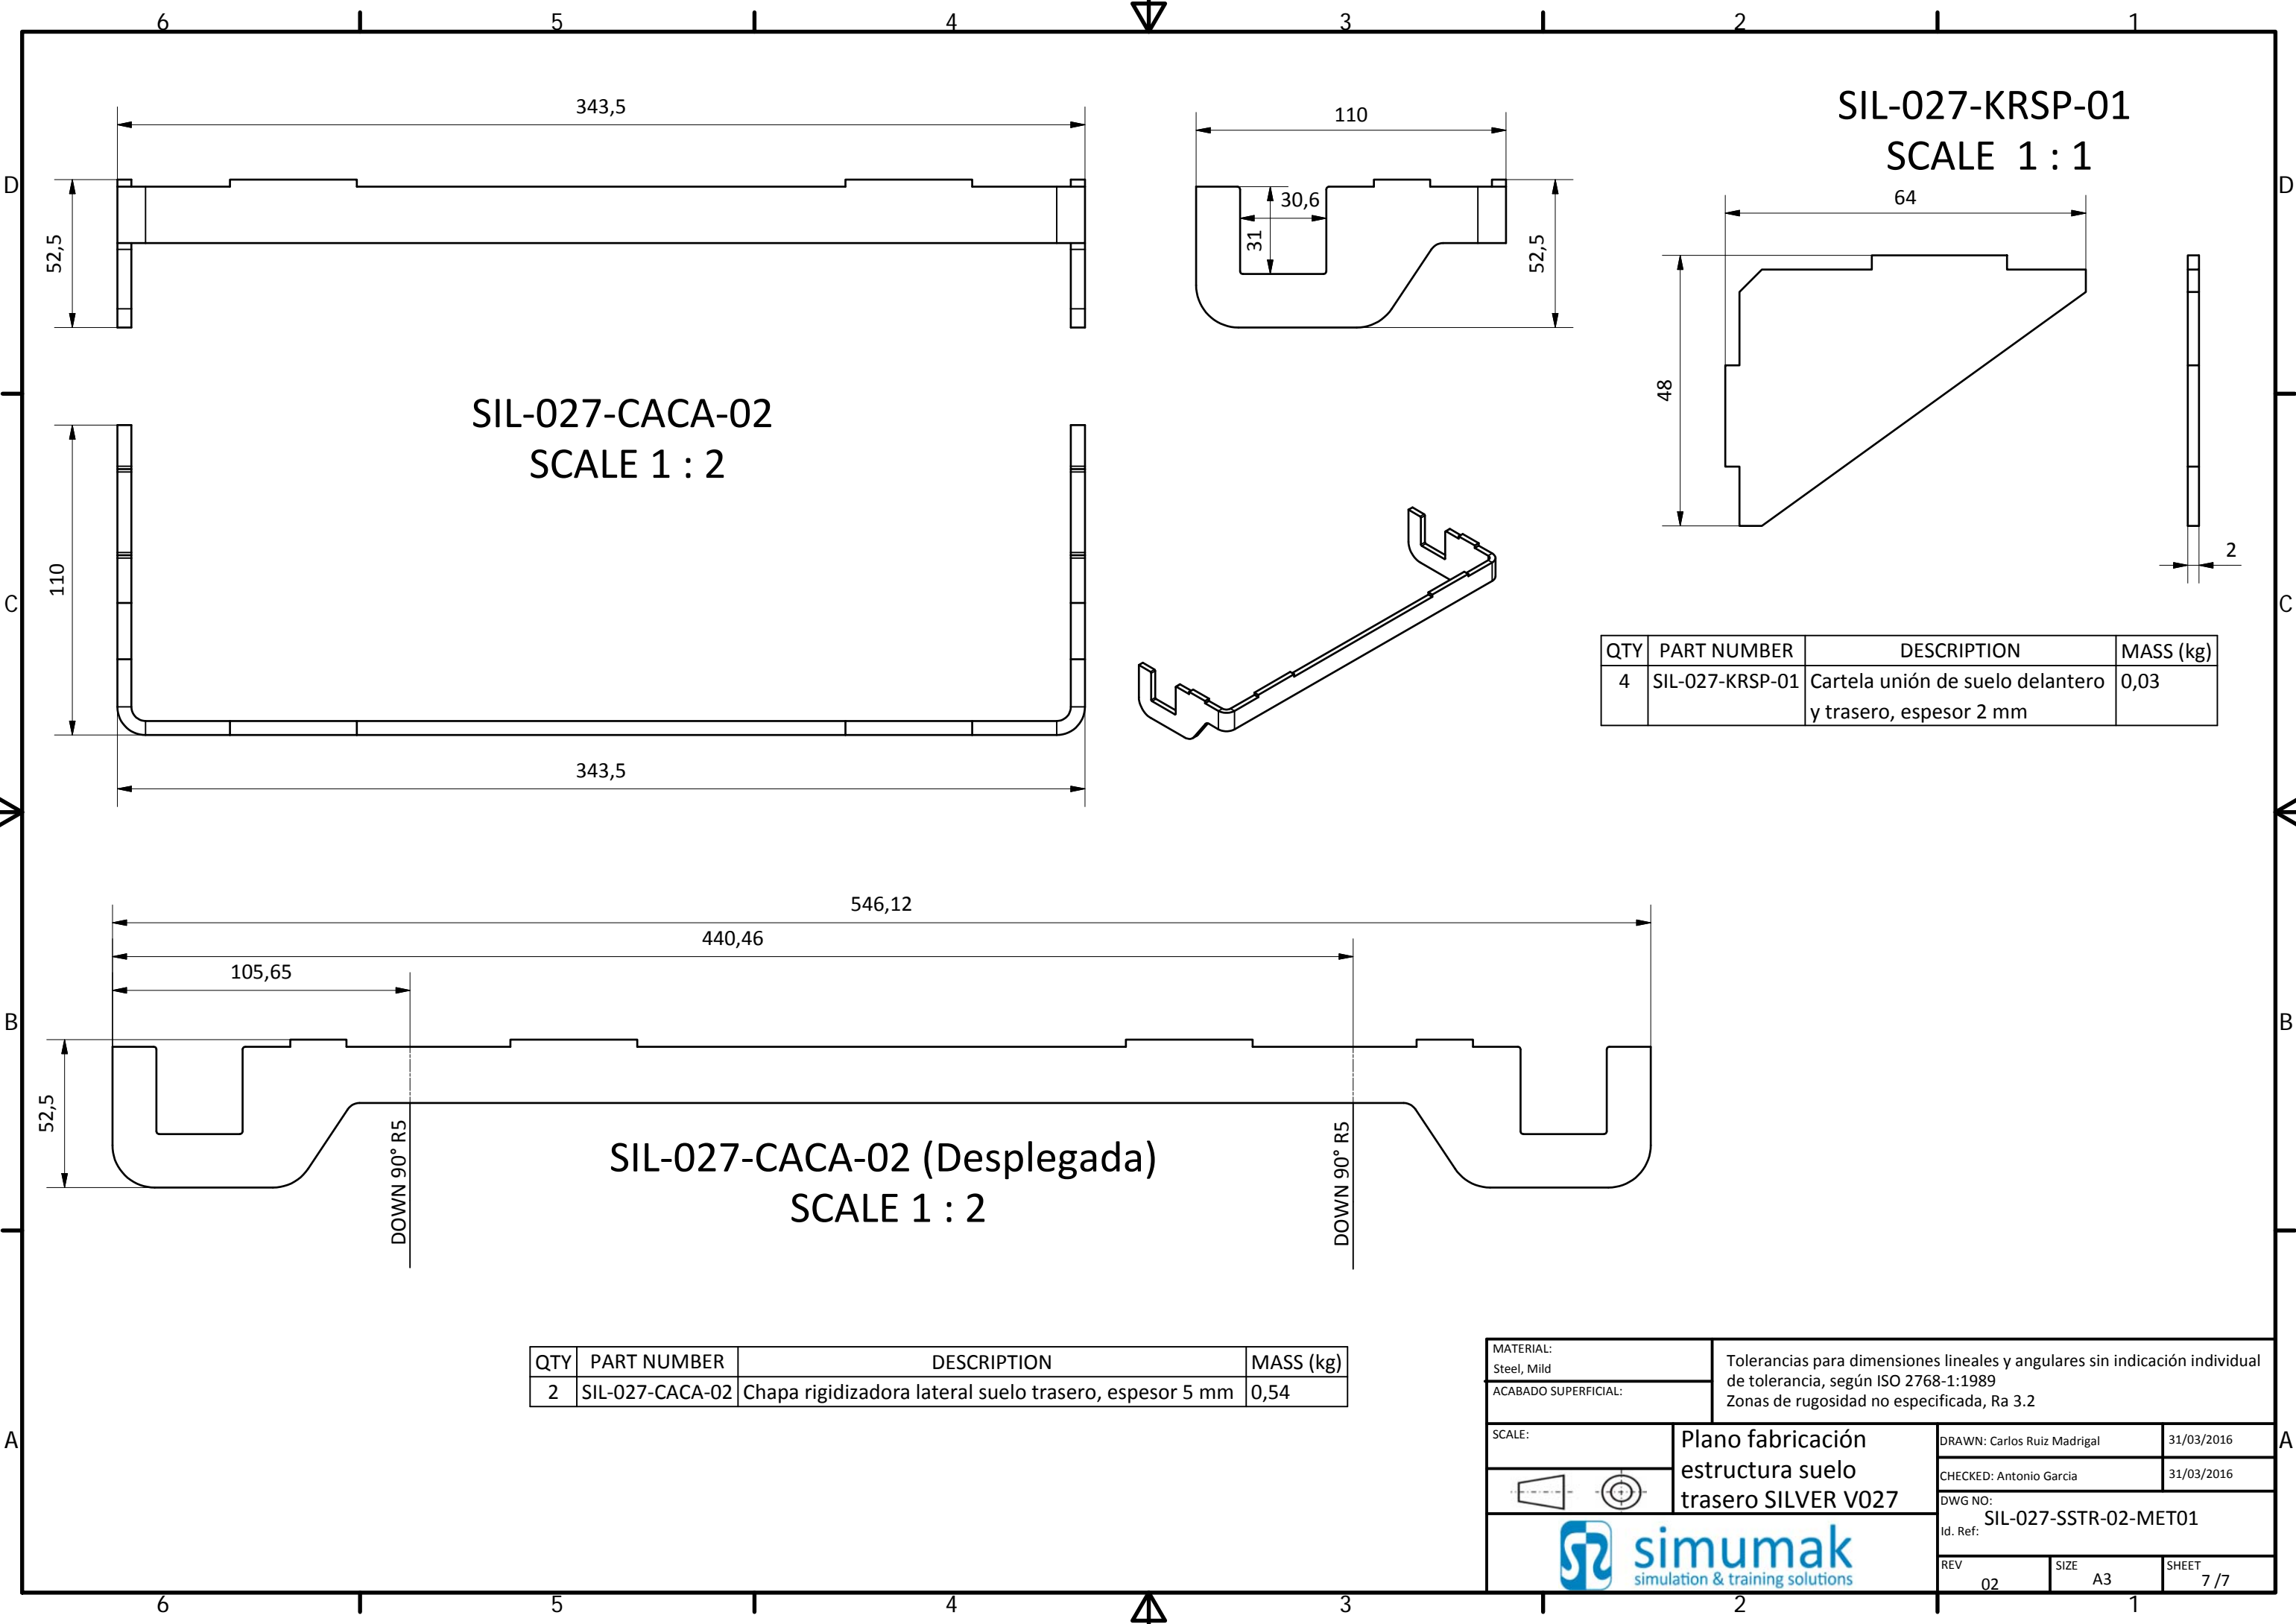 6 5 4 3 2 1
D
D
343,5
110
SIL-027-KRSP-01
SCALE 1 : 1
64
52,5
30,6
31
52,5
48
2
SIL-027-CACA-02
SCALE 1 : 2
110
343,5
C
C
QTY PART NUMBER DESCRIPTION MASS (kg)
4 SIL-027-KRSP-01 Cartela unión de suelo delantero 0,03
y trasero, espesor 2 mm
546,12
440,46
105,65
B
B
52,5
DOWN 90° R5
DOWN 90° R5
SIL-027-CACA-02 (Desplegada)
SCALE 1 : 2
QTY PART NUMBER DESCRIPTION MASS (kg)
2 SIL-027-CACA-02 Chapa rigidizadora lateral suelo trasero, espesor 5 mm 0,54
A
A
MATERIAL:
Steel, Mild
ACABADO SUPERFICIAL:
Tolerancias para dimensiones lineales y angulares sin indicación individual
de tolerancia, según ISO 2768-1:1989
Zonas de rugosidad no especificada, Ra 3.2
SCALE:
Plano fabricación
estructura suelo
trasero SILVER V027
DRAWN: Carlos Ruiz Madrigal 31/03/2016
CHECKED: Antonio Garcia 31/03/2016
DWG NO:
SIL-027-SSTR-02-MET01
Id. Ref:
simumak
simulation & training solutions
REV 02
SIZE A3
SHEET 7 /7
6 5 4 3 2 1